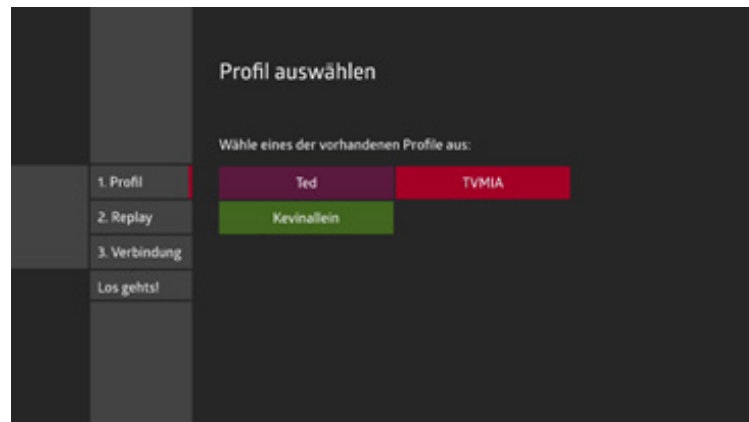 Profil auswählen
Wähle eines der vorhandenen Profile aus:
1. Profil
Ted
TVMIA
2. Replay
Kevinallein
3. Verbindung
Los gehts!